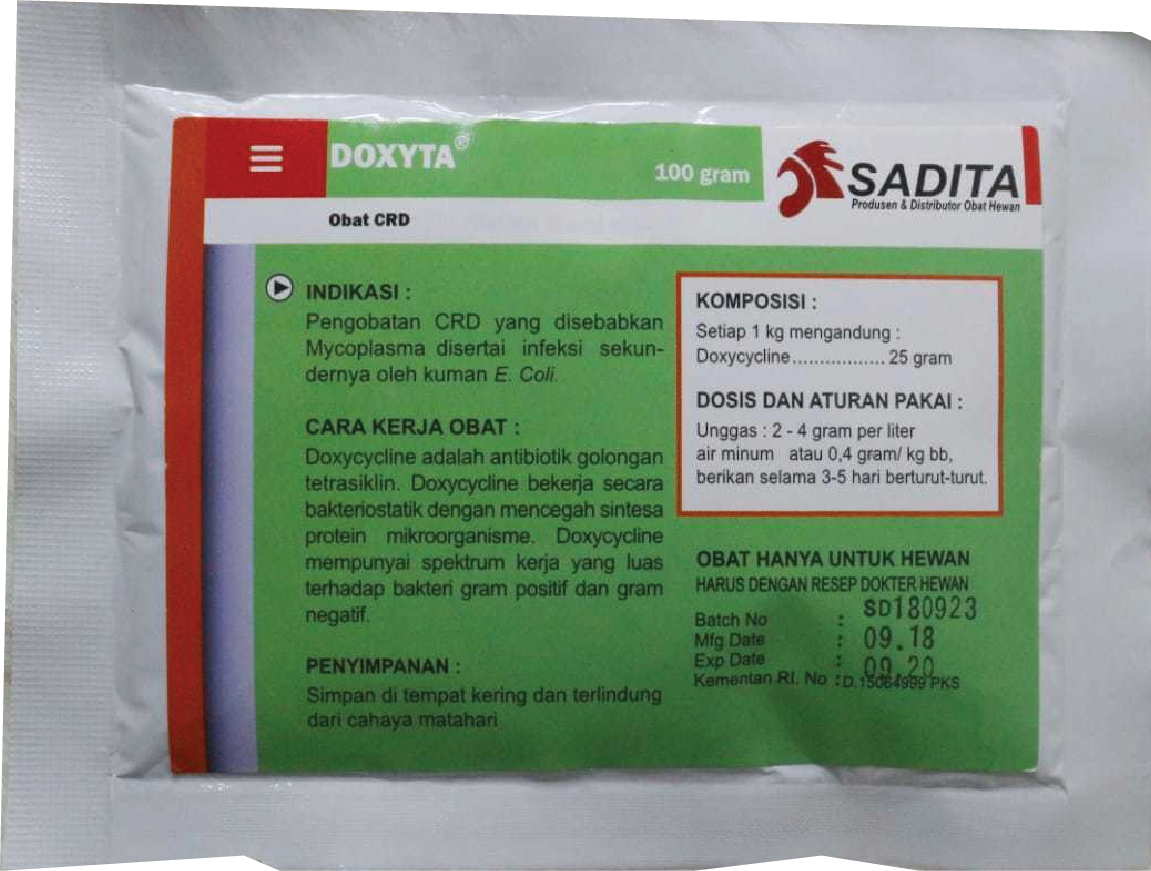 DOXYTA®
100 gram
SADITA
Produsen & Distributor Obat Hewan
Obat CRD
INDIKASI :
Pengobatan CRD yang disebabkan
Mycoplasma disertai infeksi sekun-
dernya oleh kuman E. Coli.
CARA KERJA OBAT :
Doxycycline adalah antibiotik golongan
tetrasiklin. Doxycycline bekerja secara
bakteriostatik dengan mencegah sintesa
protein mikroorganisme. Doxycycline
mempunyai spektrum kerja yang luas
terhadap bakteri gram positif dan gram
negatif.
PENYIMPANAN :
Simpan di tempat kering dan terlindung
dari cahaya matahari
KOMPOSISI :
Setiap 1 kg mengandung :
Doxycycline................. 25 gram
DOSIS DAN ATURAN PAKAI :
Unggas : 2 - 4 gram per liter
air minum atau 0,4 gram/ kg bb,
berikan selama 3-5 hari berturut-turut.
OBAT HANYA UNTUK HEWAN
HARUS DENGAN RESEP DOKTER HEWAN
Batch No : SD180923
Mfg Date : 09.18
Exp Date : 09.20
Kementan RI. No : D.15064999 PKS